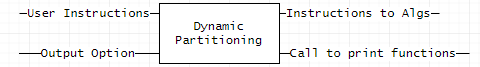 User Instructions
Dynamic
Partitioning
Instructions to Algs
Output Option
Call to print functions